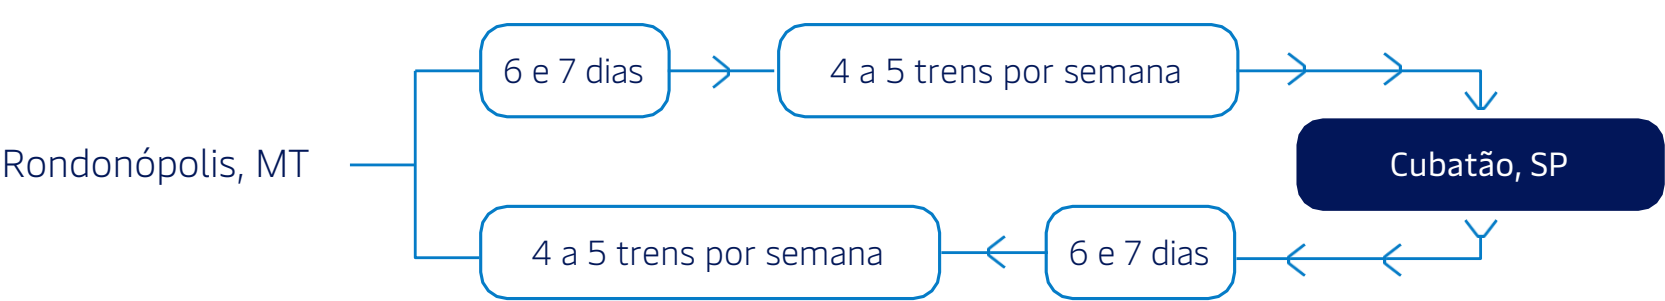 6 e 7 dias
4 a 5 trens por semana
Rondonópolis, MT
Cubatão, SP
4 a 5 trens por semana
6 e 7 dias